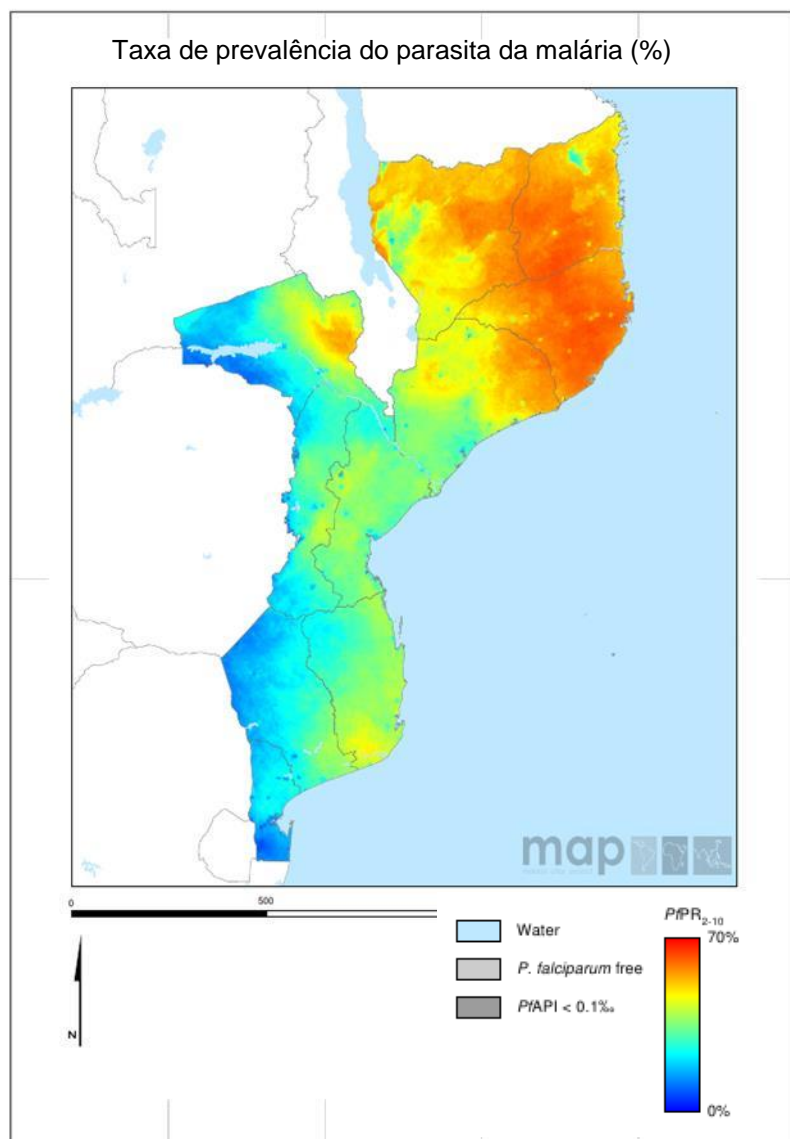 Taxa de prevalência do parasita da malária (%)
map
0 500
Water
P. falciparum free
PfAPI < 0.1‰
PfPR2-10
70%
0%
N